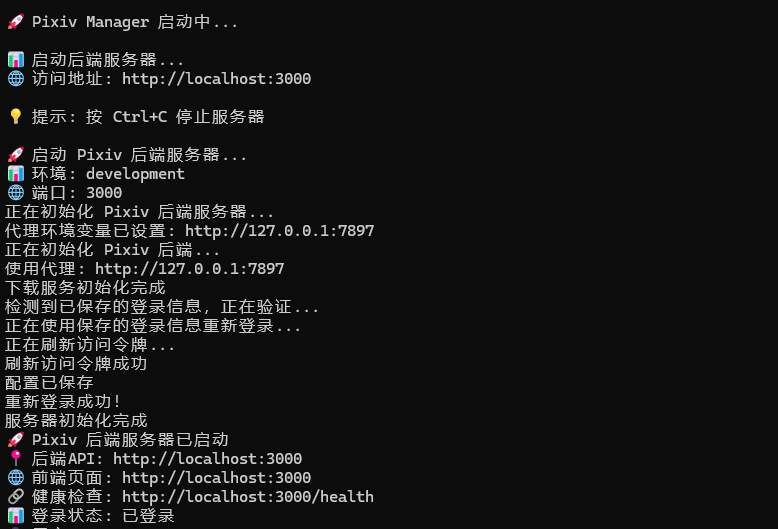 🚀 Pixiv Manager 启动中...
📊 启动后端服务器...
🌐 访问地址: http://localhost:3000
💡 提示: 按 Ctrl+C 停止服务器
🚀 启动 Pixiv 后端服务器...
📊 环境: development
🌐 端口: 3000
正在初始化 Pixiv 后端服务器...
代理环境变量已设置: http://127.0.0.1:7897
正在初始化 Pixiv 后端...
使用代理: http://127.0.0.1:7897
下载服务初始化完成
检测到已保存的登录信息, 正在验证...
正在使用保存的登录信息重新登录...
正在刷新访问令牌...
刷新访问令牌成功
配置已保存
重新登录成功!
服务器初始化完成
🚀 Pixiv 后端服务器已启动
📍 后端API: http://localhost:3000
🌐 前端页面: http://localhost:3000
🔗 健康检查: http://localhost:3000/health
📊 登录状态: 已登录